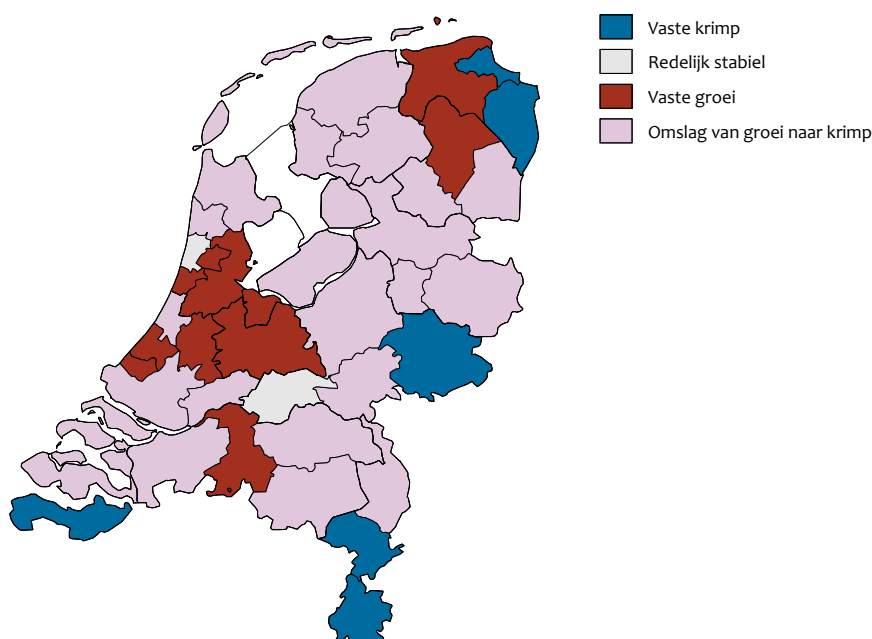 Vaste krimp
Redelijk stabiel
Vaste groei
Omslag van groei naar krimp